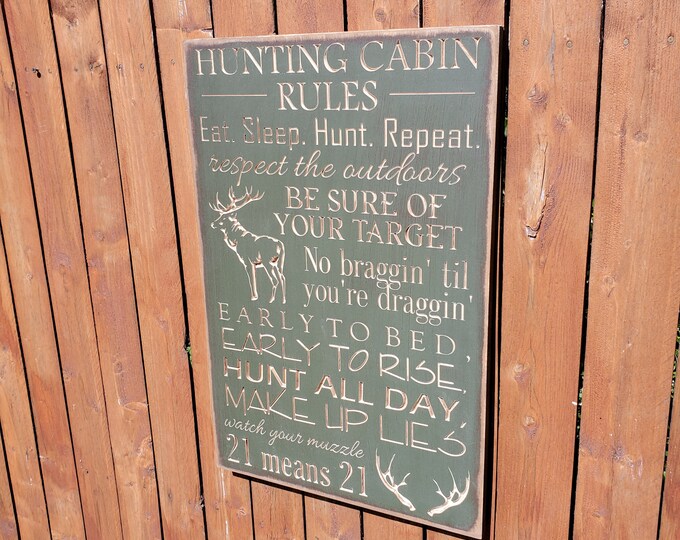 HUNTING CABIN
RULES
Eat. Sleep. Hunt. Repeat.
respect the outdoors
BE SURE OF
YOUR TARGET
No braggin' til
you're draggin'
EARLY TO BED,
EARLY TO RISE,
HUNT ALL DAY,
MAKE UP LIES
watch your muzzle
21 means 21